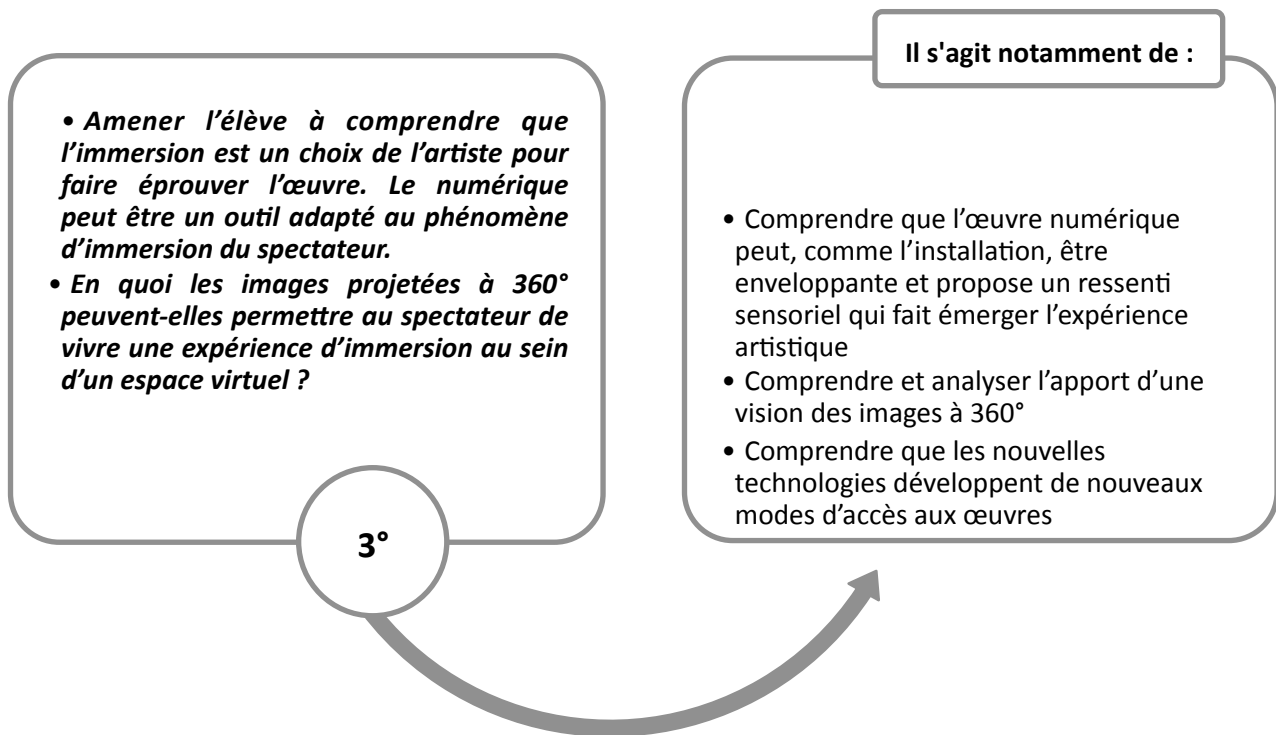 • Amener l’élève à comprendre que
l’immersion est un choix de l’artiste pour
faire éprouver l’œuvre. Le numérique
peut être un outil adapté au phénomène
d’immersion du spectateur.
• En quoi les images projetées à 360°
peuvent-elles permettre au spectateur de
vivre une expérience d’immersion au sein
d’un espace virtuel ?
3°
Il s'agit notamment de :
• Comprendre que l’œuvre numérique
peut, comme l’installation, être
enveloppante et propose un ressenti
sensoriel qui fait émerger l’expérience
artistique
• Comprendre et analyser l’apport d’une
vision des images à 360°
• Comprendre que les nouvelles
technologies développent de nouveaux
modes d’accès aux œuvres